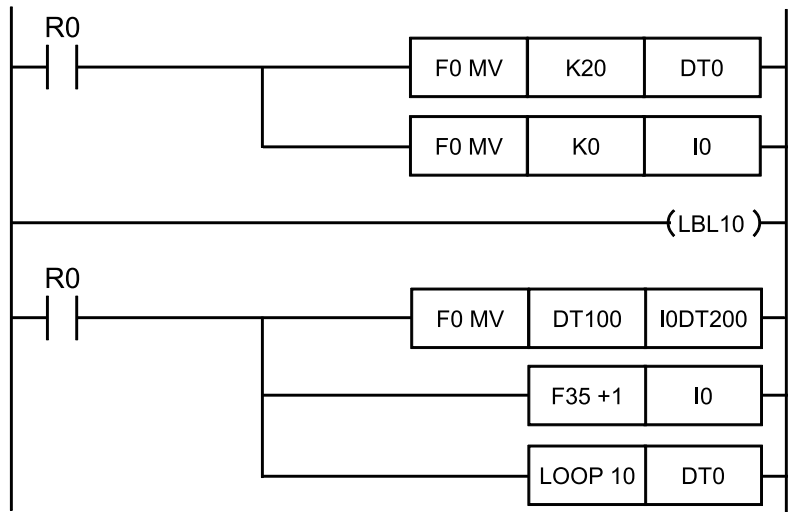 R0
F0 MV K20 DT0
F0 MV K0 I0
(LBL10)
R0
F0 MV DT100 I0DT200
F35 +1 I0
LOOP 10 DT0